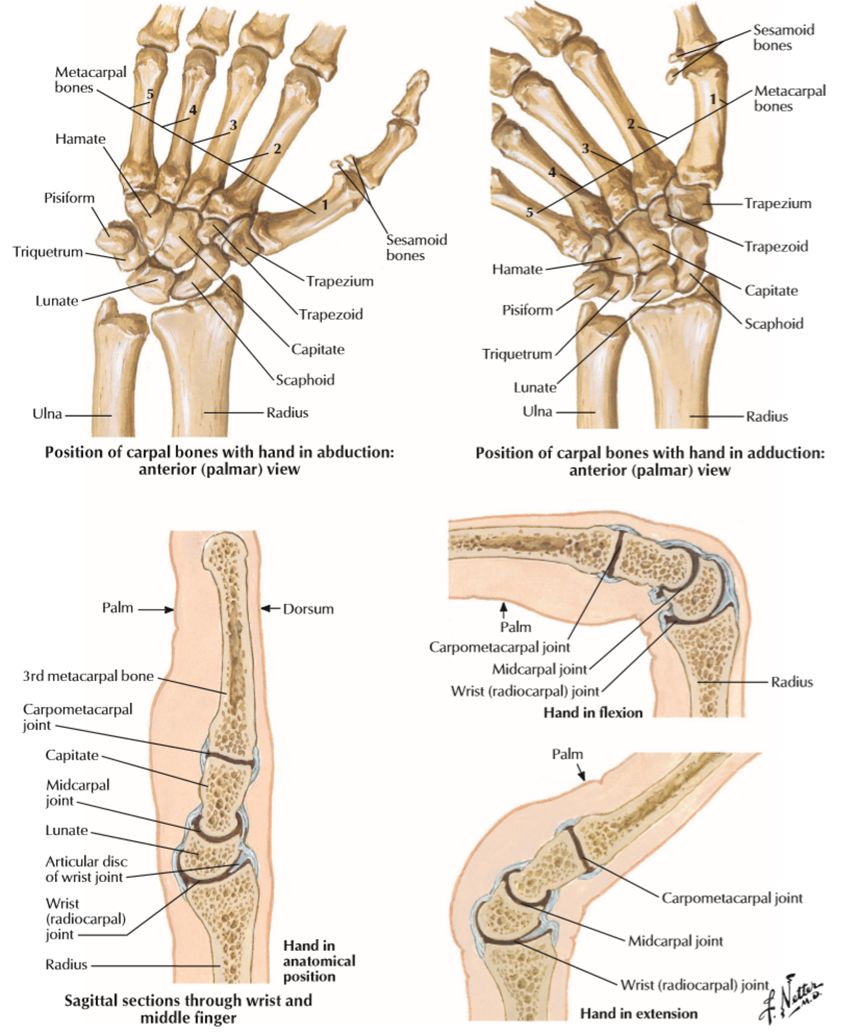 Metacarpal
bones
5
4
3
2
1
Hamate
Pisiform
Triquetrum
Lunate
Ulna
Sesamoid
bones
Trapezium
Trapezoid
Capitate
Scaphoid
Radius
Position of carpal bones with hand in abduction:
anterior (palmar) view
Sesamoid
bones
Metacarpal
bones
1
2
3
4
5
Trapezium
Trapezoid
Hamate
Capitate
Pisiform
Scaphoid
Triquetrum
Lunate
Ulna
Radius
Position of carpal bones with hand in adduction:
anterior (palmar) view
Palm
Dorsum
3rd metacarpal bone
Carpometacarpal
joint
Capitate
Midcarpal
joint
Lunate
Articular disc
of wrist joint
Wrist
(radiocarpal)
joint
Radius
Hand in
anatomical
position
Sagittal sections through wrist and
middle finger
Palm
Carpometacarpal joint
Midcarpal joint
Wrist (radiocarpal) joint
Radius
Hand in flexion
Palm
Carpometacarpal joint
Midcarpal joint
Wrist (radiocarpal) joint
Hand in extension
F. Netter
M.D.